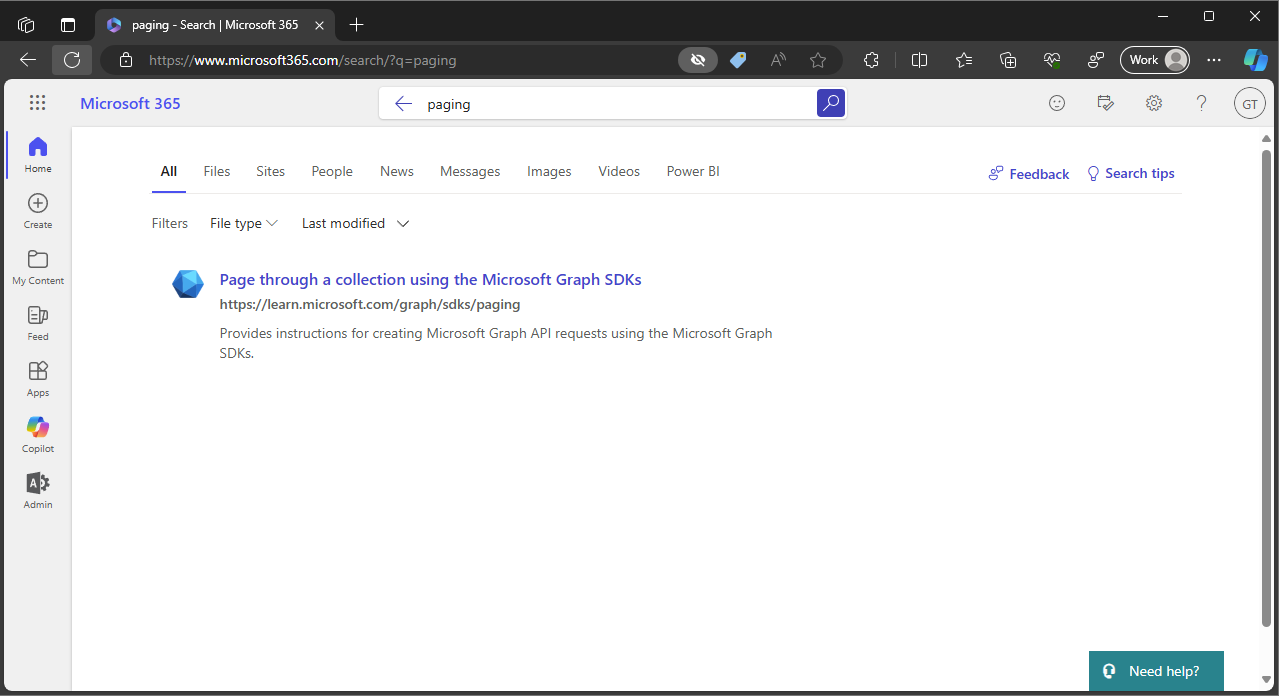 paging - Search | Microsoft 365
https://www.microsoft365.com/search/?q=paging
Work
Microsoft 365
paging
GT
Home
Create
My Content
Feed
Apps
Copilot
Admin
All Files Sites People News Messages Images Videos Power BI
Feedback Search tips
Filters File type Last modified
Page through a collection using the Microsoft Graph SDKs
https://learn.microsoft.com/graph/sdks/paging
Provides instructions for creating Microsoft Graph API requests using the Microsoft Graph
SDKs.
Need help?